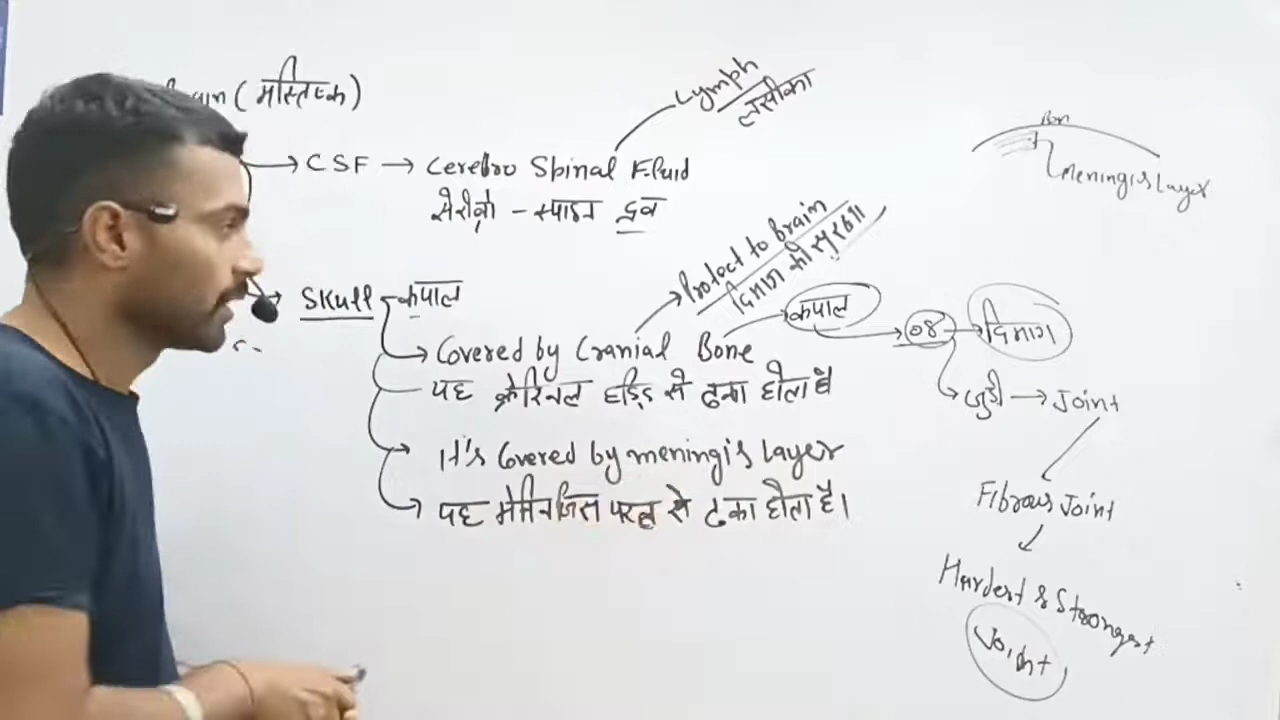 Brain (मस्तिष्क)
→ CSF → Cerebro Spinal Fluid
Lymph
लसीका
सेरीब्रो - स्पाइन द्रव
Bon
Meningis Layer
→ Skull कपाल
→ Covered by Cranial Bone
→ Protect to Brain
दिमाग की सुरक्षा
→ कपाल → 08 → दिमाग
→ जुड़ी → Joint
यह क्रेरिनल हड्डि से ढका होता है
→ It's Covered by meningis layer
→ यह मेमिनजिस परत से ढका होता है।
Fibrous Joint
Hardest & Strongest
Joint